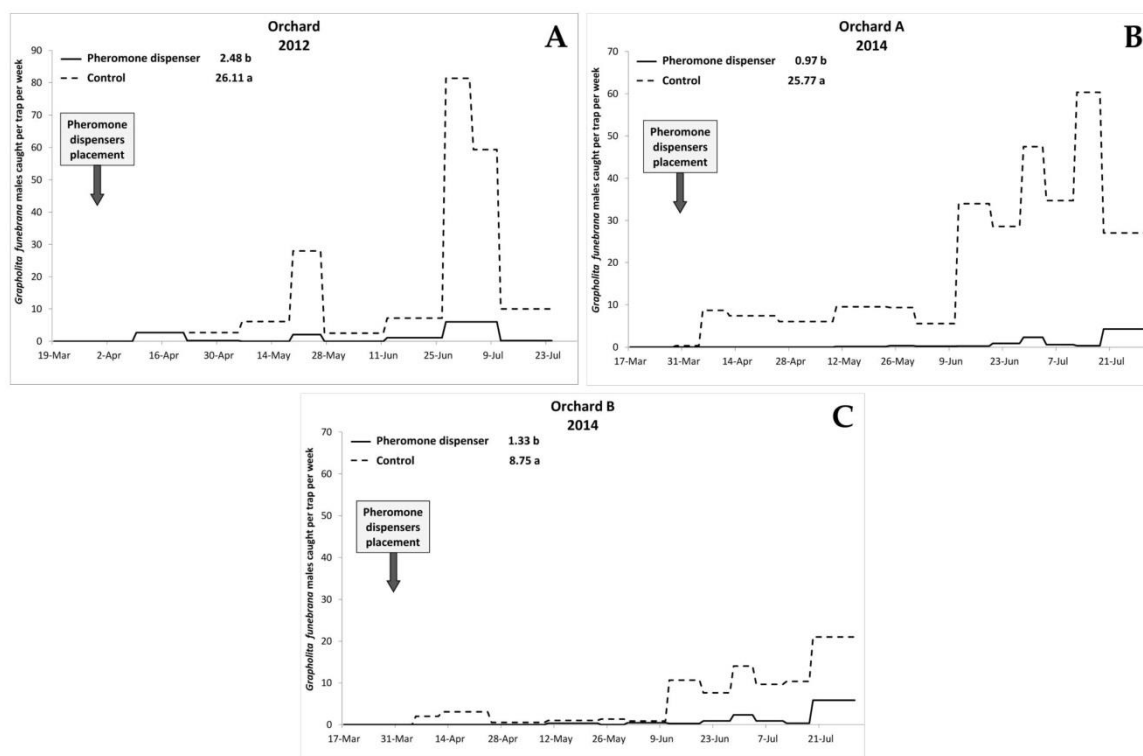 Orchard
2012
A
Pheromone dispenser 2.48 b
Control 26.11 a
Pheromone
dispensers
placement
Grapholita funebrana males caught per trap per week
90
80
70
60
50
40
30
20
10
0
19-Mar 2-Apr 16-Apr 30-Apr 14-May 28-May 11-Jun 25-Jun 9-Jul 23-Jul
Orchard A
2014
B
Pheromone dispenser 0.97 b
Control 25.77 a
Pheromone
dispensers
placement
Grapholita funebrana males caught per trap per week
70
60
50
40
30
20
10
0
17-Mar 31-Mar 14-Apr 28-Apr 12-May 26-May 9-Jun 23-Jun 7-Jul 21-Jul
Orchard B
2014
C
Pheromone dispenser 1.33 b
Control 8.75 a
Pheromone
dispensers
placement
Grapholita funebrana males caught per trap per week
70
60
50
40
30
20
10
0
17-Mar 31-Mar 14-Apr 28-Apr 12-May 26-May 9-Jun 23-Jun 7-Jul 21-Jul